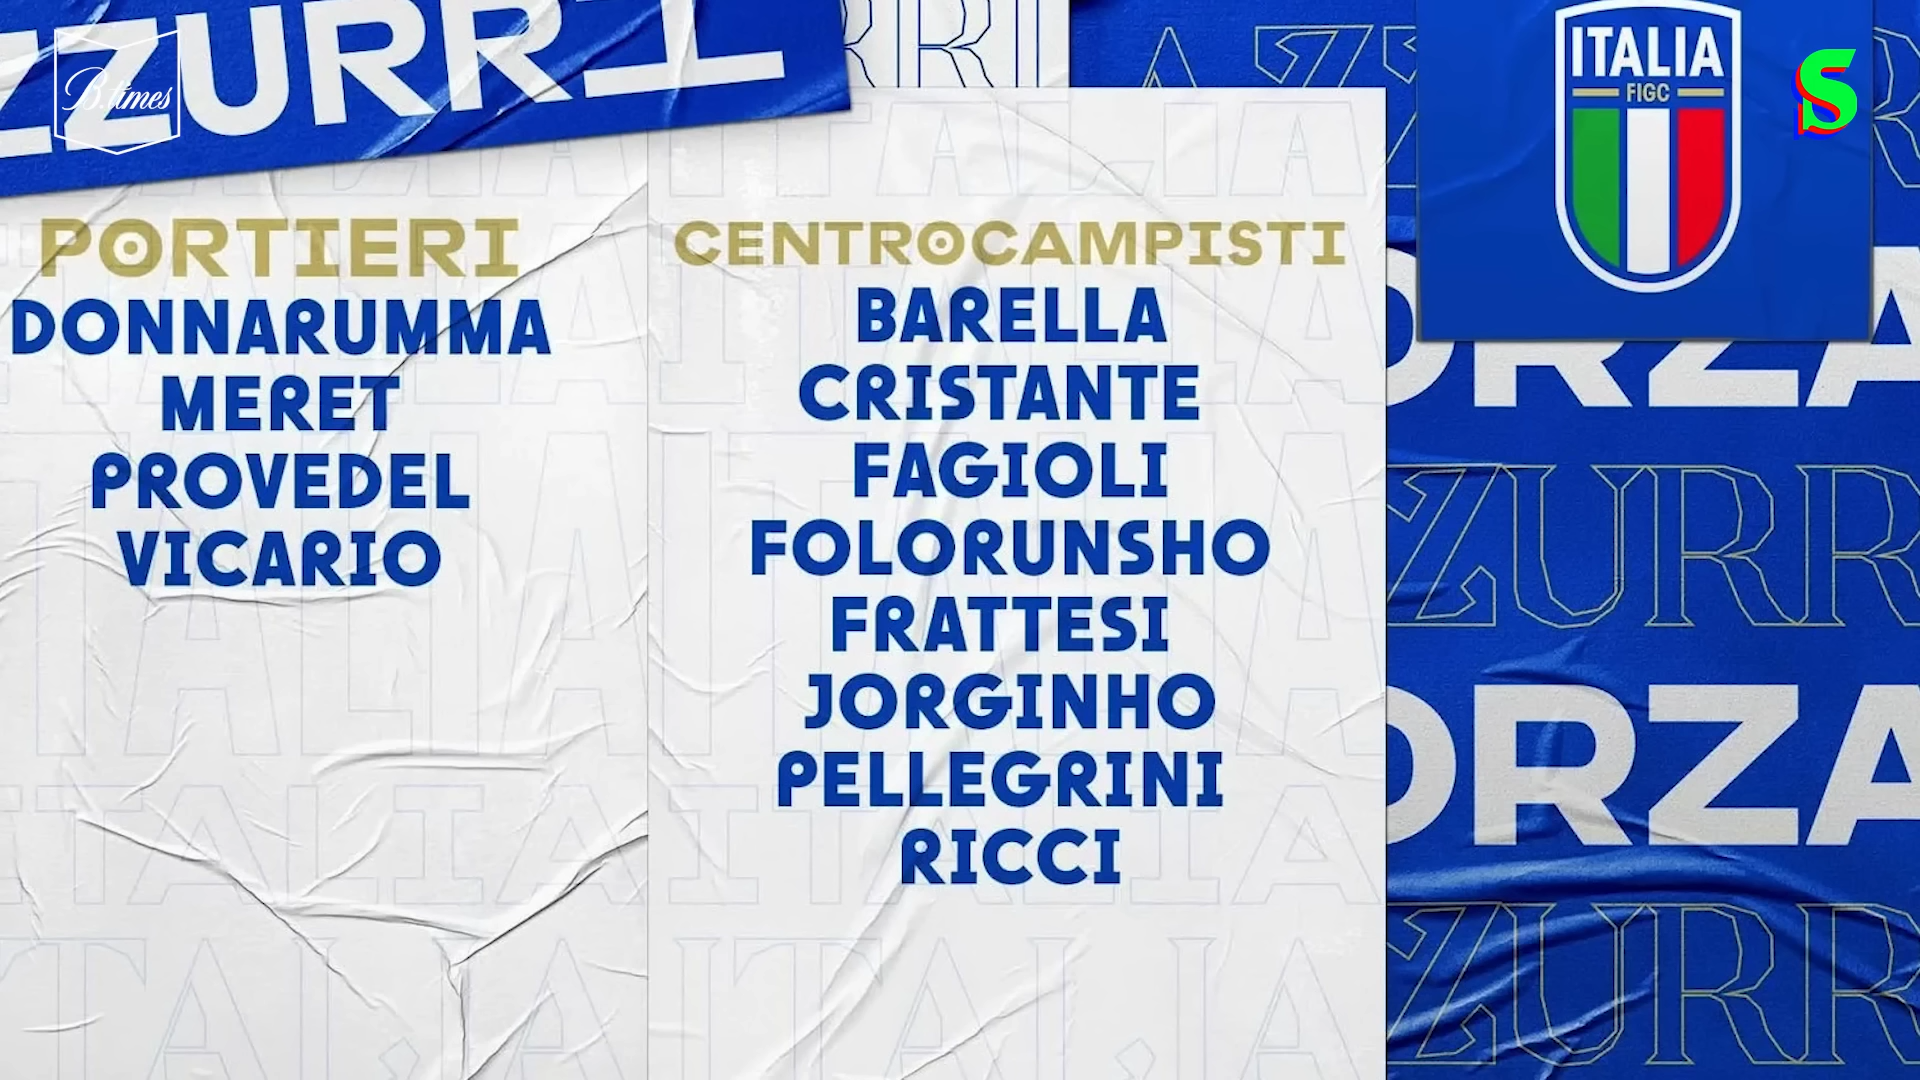 ZZURRI
B.times
PORTIERI
DONNARUMMA
MERET
PROVEDEL
VICARIO
CENTROCAMPISTI
BARELLA
CRISTANTE
FAGIOLI
FOLORUNSHO
FRATTESI
JORGINHO
PELLEGRINI
RICCI
ITALIA
FIGC
S
ORZA
ZURR
ORZA
ZURR